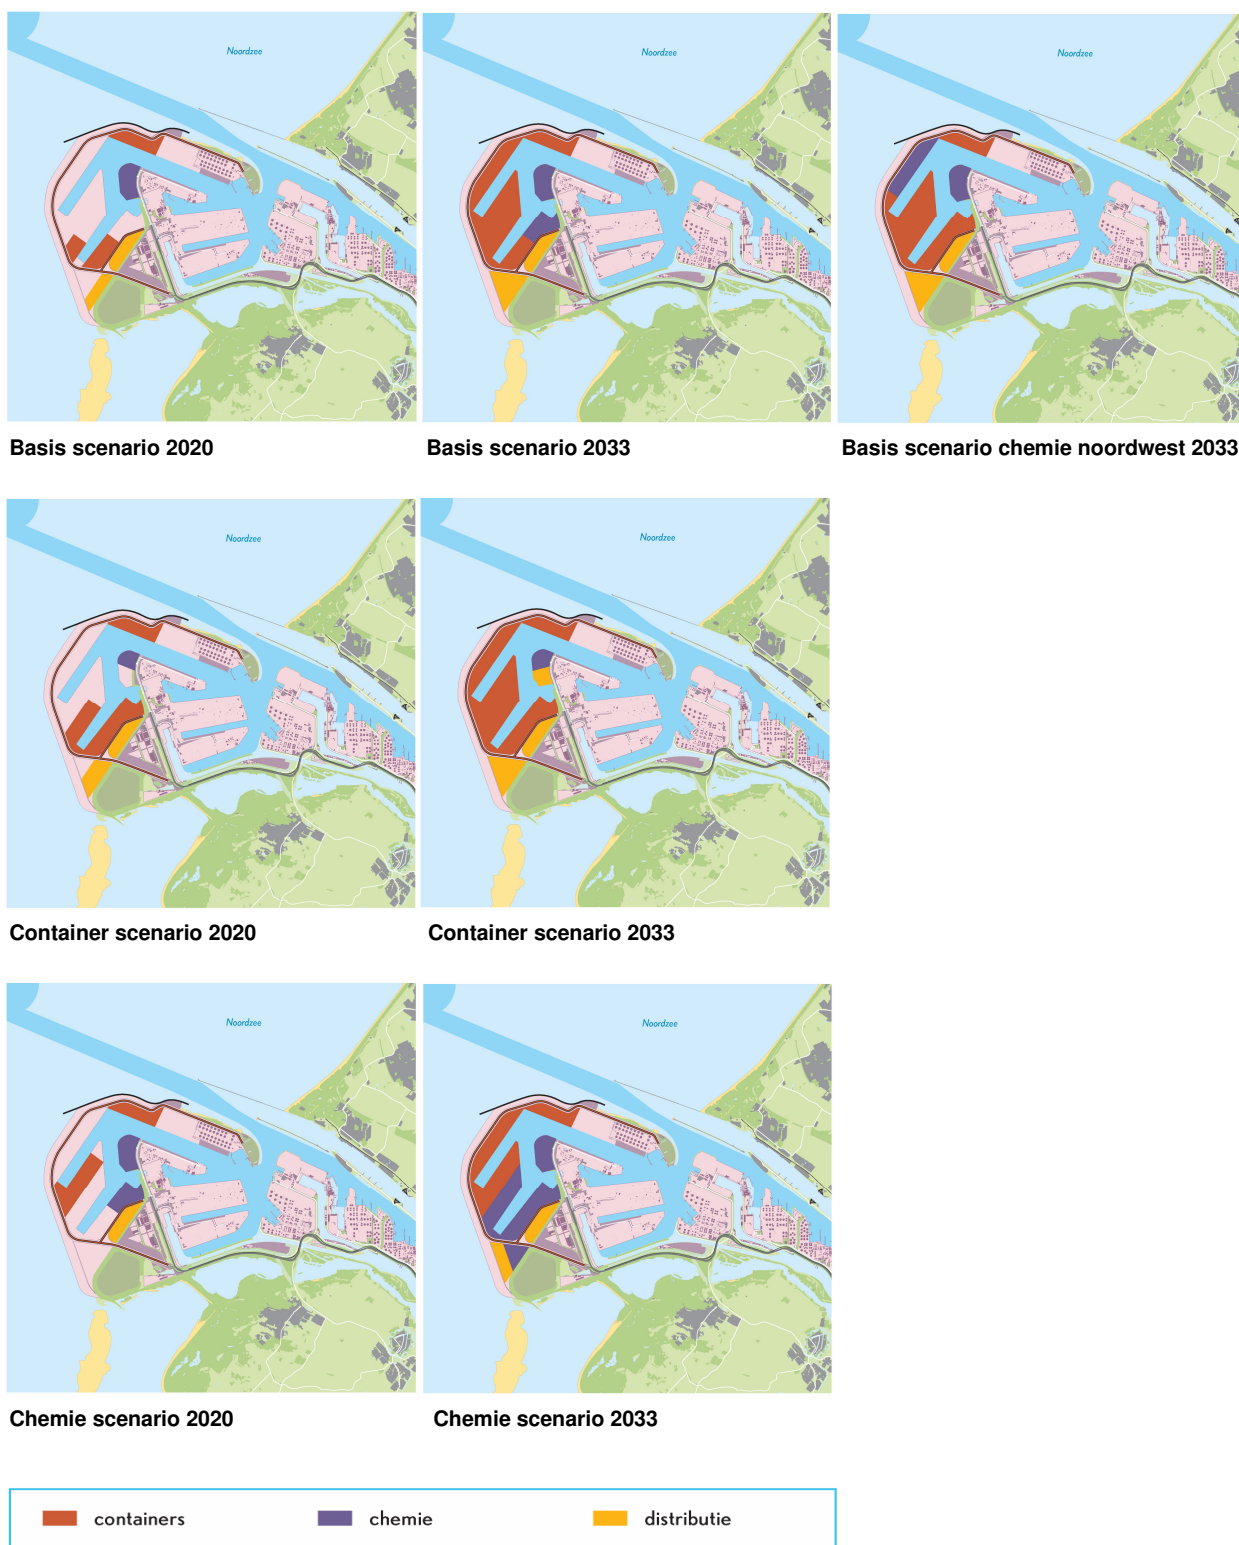 Noordzee
Noordzee
Noordzee
Basis scenario 2020
Basis scenario 2033
Basis scenario chemie noordwest 2033
Noordzee
Noordzee
Container scenario 2020
Container scenario 2033
Noordzee
Noordzee
Chemie scenario 2020
Chemie scenario 2033
containers
chemie
distributie